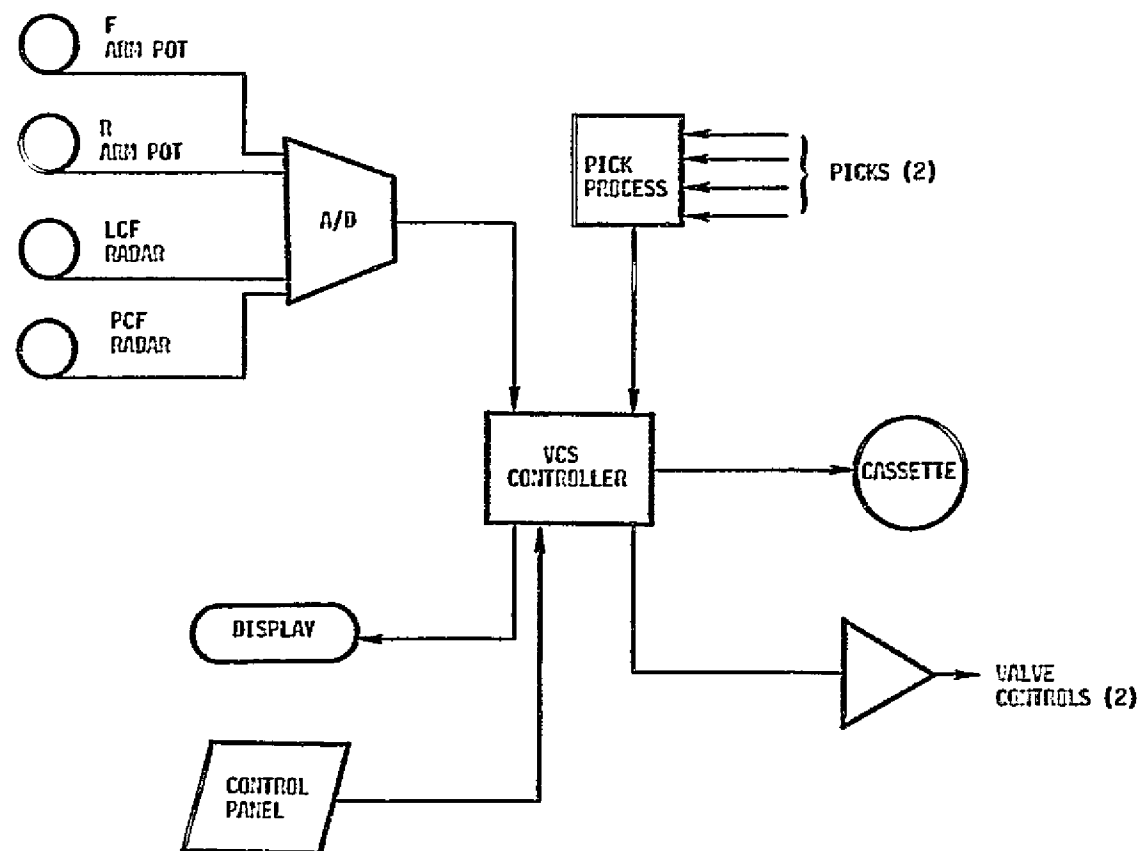 F
ARM POT
R
ARM POT
LCF
RADAR
PCF
RADAR
A/D
PICK
PROCESS
PICKS (2)
VCS
CONTROLLER
CASSETTE
DISPLAY
VALVE
CONTROLS (2)
CONTROL
PANEL